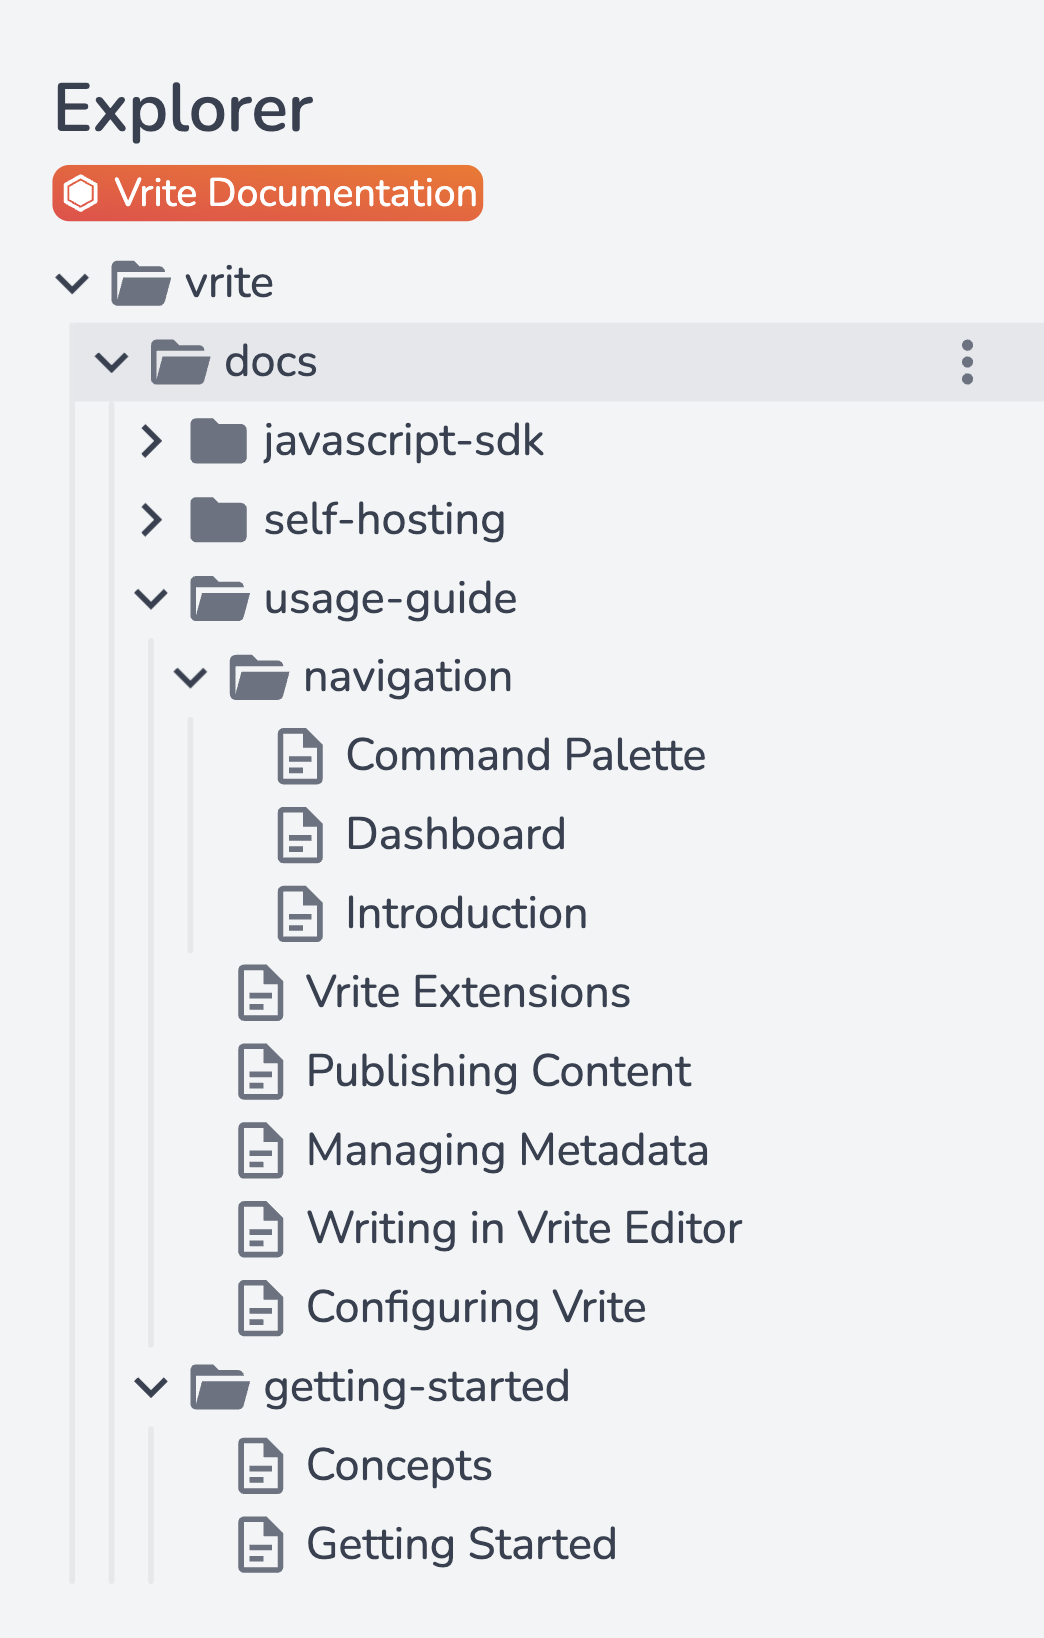 Explorer
Vrite Documentation
vrite
docs
javascript-sdk
self-hosting
usage-guide
navigation
Command Palette
Dashboard
Introduction
Vrite Extensions
Publishing Content
Managing Metadata
Writing in Vrite Editor
Configuring Vrite
getting-started
Concepts
Getting Started